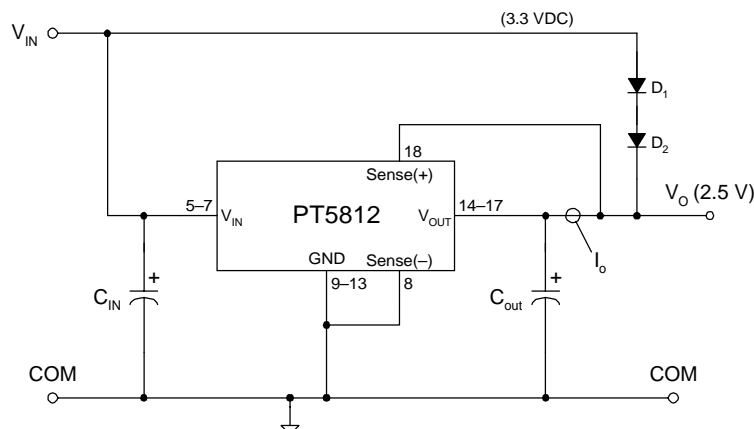 (3.3 VDC)
V_IN
D_1
D_2
18
Sense(+)
V_O (2.5 V)
5–7
V_IN
PT5812
V_OUT
14–17
GND
Sense(–)
I_o
9–13
8
C_IN
+
C_out
+
COM
COM